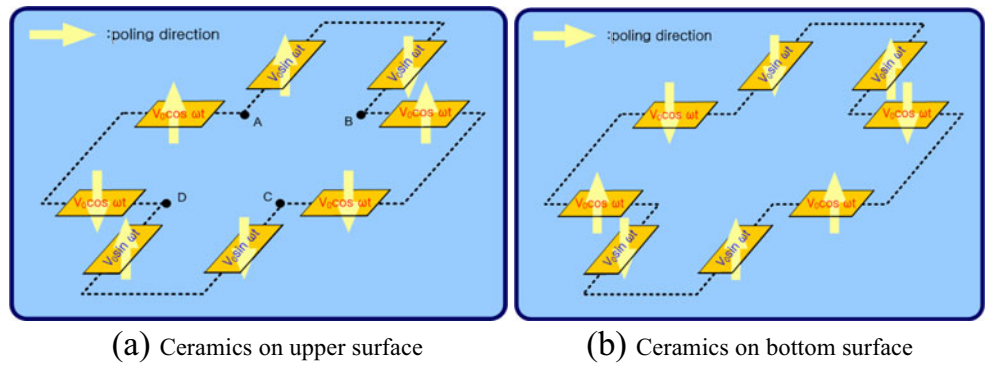 :poling direction
V₀sin ωt
V₀sin ωt
V₀cos ωt
A
B
V₀cos ωt
V₀cos ωt
D
C
V₀cos ωt
V₀sin ωt
V₀sin ωt
(a) Ceramics on upper surface
:poling direction
V₀sin ωt
V₀sin ωt
V₀cos ωt
V₀cos ωt
V₀cos ωt
V₀cos ωt
V₀sin ωt
V₀sin ωt
(b) Ceramics on bottom surface